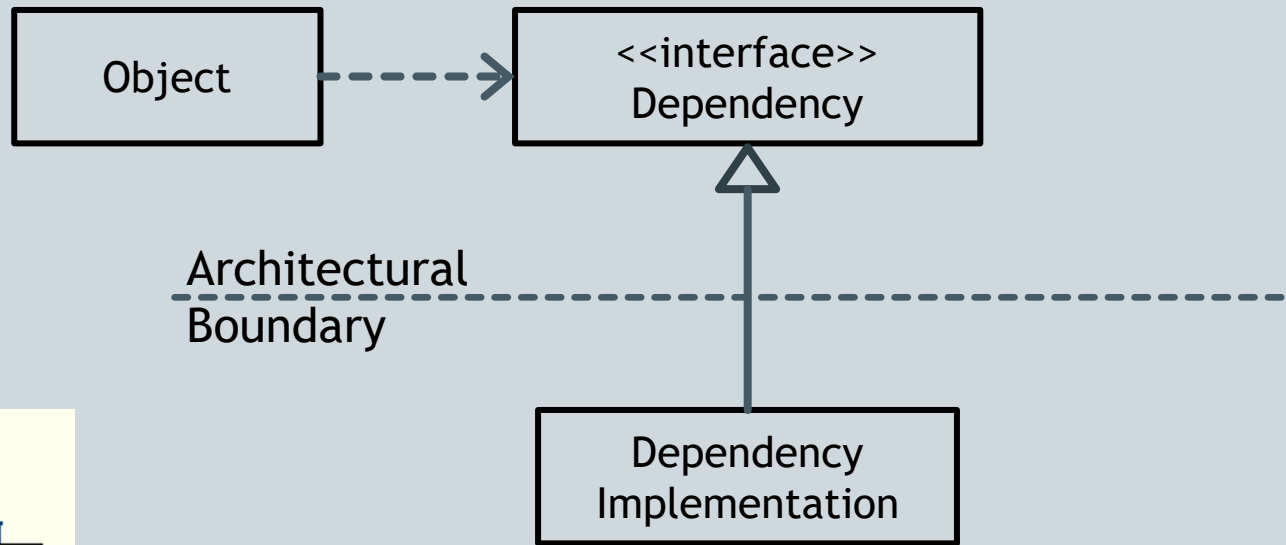 Object
<<interface>>
Dependency
Architectural
Boundary
Dependency
Implementation